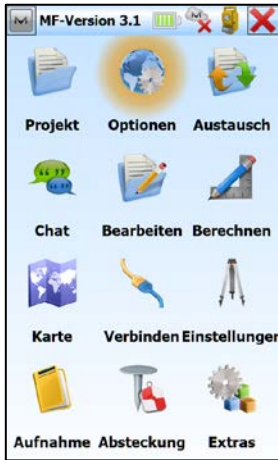 MF-Version 3.1
Projekt Optionen Austausch
Chat Bearbeiten Berechnen
Karte Verbinden Einstellungen
Aufnahme Absteckung Extras